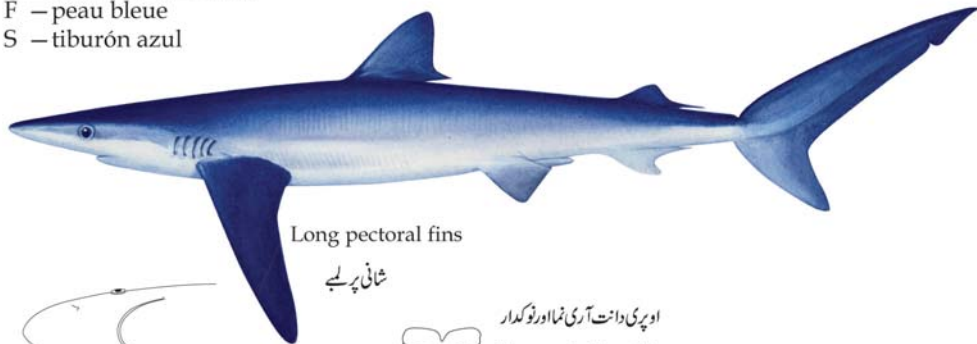 F – peau bleue
S – tiburón azul
Long pectoral fins
شانی پر لمبے
اوپری دانت آری نما اور نوکدار